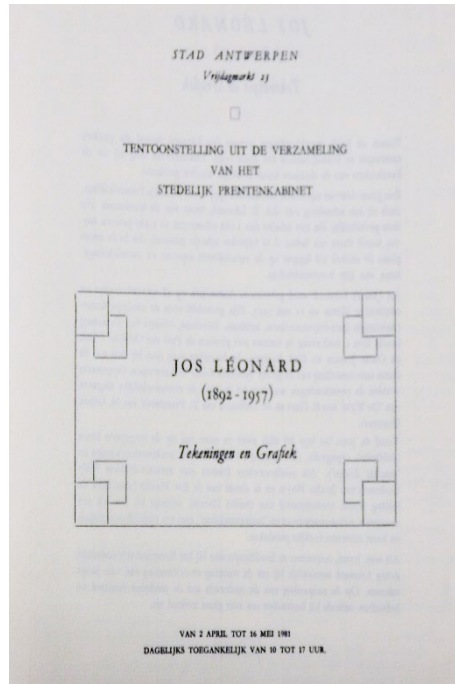 STAD ANTWERPEN
Vrijdagmarkt 23
TENTOONSTELLING UIT DE VERZAMELING
VAN HET
STEDELIJK PRENTENKABINET
JOS LÉONARD
(1892-1957)
Tekeningen en Grafiek
VAN 2 APRIL TOT 16 MEI 1981
DAGELIJKS TOEGANKELIJK VAN 10 TOT 17 UUR.